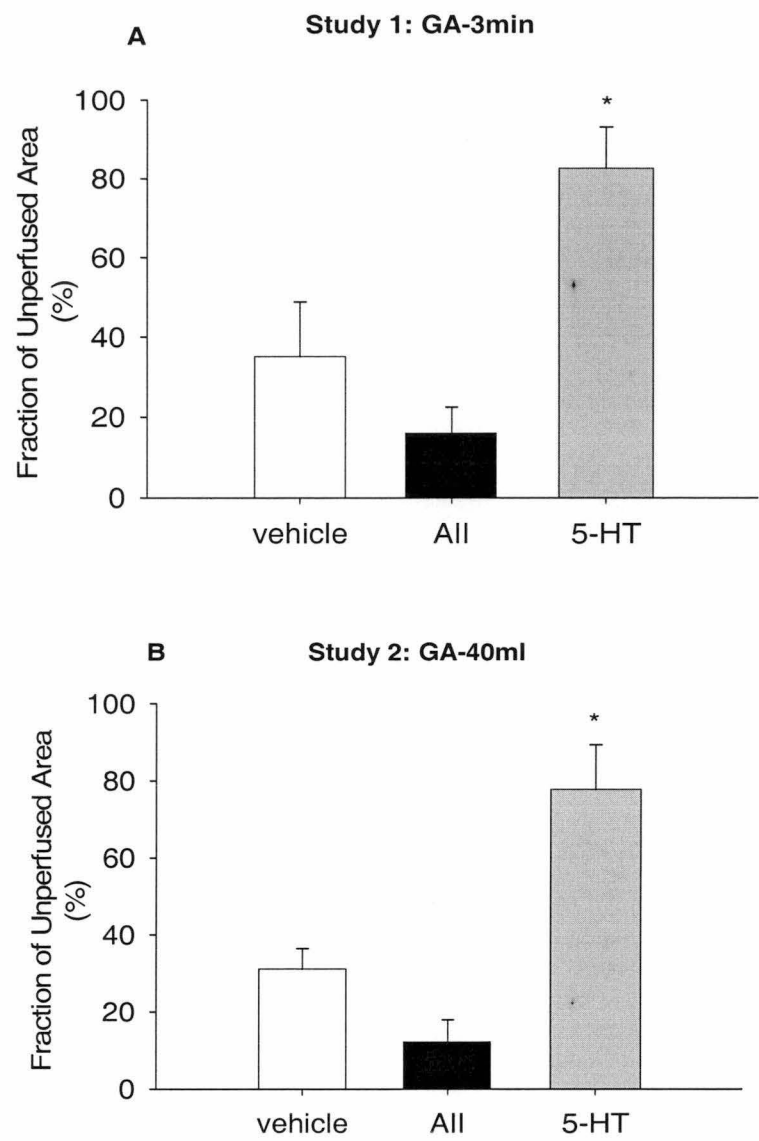 A
Study 1: GA-3min
Fraction of Unperfused Area
(%)
100
80
60
40
20
0
*
vehicle
AII
5-HT
B
Study 2: GA-40ml
Fraction of Unperfused Area
(%)
100
80
60
40
20
0
*
vehicle
AII
5-HT